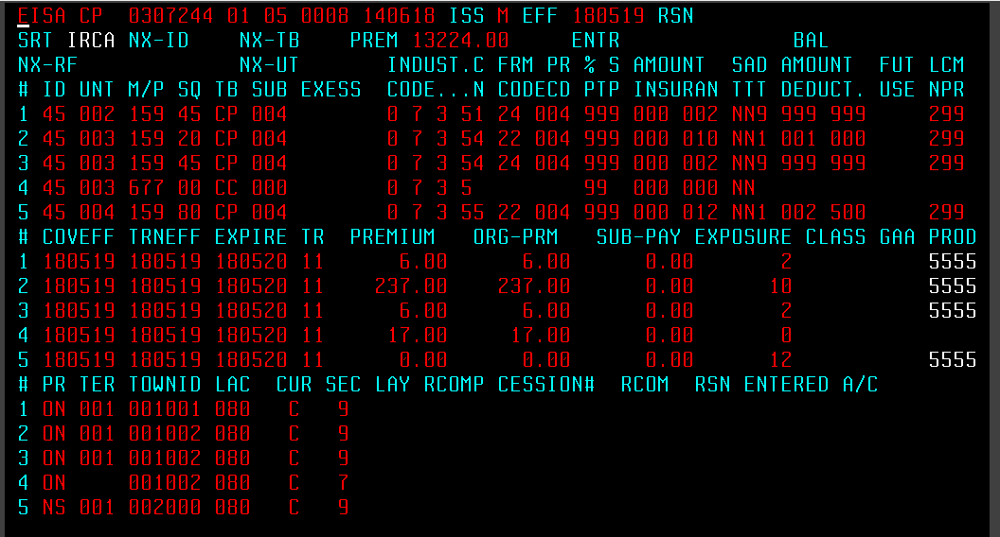 EISA CP  0307244 01 05 0008 140618 ISS M EFF 180519 RSN
SRT IRCA NX-ID    NX-TB    PREM 13224.00     ENTR              BAL
NX-RF             NX-UT       INDUST.C FRM PR % S AMOUNT  SAD AMOUNT  FUT LCM
# ID UNT M/P SQ TB SUB EXESS  CODE...N CODECD PTP INSURAN TTT DEDUCT. USE NPR
1 45 002 159 45 CP 004        0 7 3 51 24 004 999 000 002 NN9 999 999     299
2 45 003 159 20 CP 004        0 7 3 54 22 004 999 000 010 NN1 001 000     299
3 45 003 159 45 CP 004        0 7 3 54 24 004 999 000 002 NN9 999 999     299
4 45 003 677 00 CC 000        0 7 3 5         99  000 000 NN
5 45 004 159 80 CP 004        0 7 3 55 22 004 999 000 012 NN1 002 500     299
# COVEFF TRNEFF EXPIRE TR  PREMIUM   ORG-PRM   SUB-PAY EXPOSURE CLASS GAA PROD
1 180519 180519 180520 11      6.00      6.00      0.00       2           5555
2 180519 180519 180520 11    237.00    237.00      0.00      10           5555
3 180519 180519 180520 11      6.00      6.00      0.00       2           5555
4 180519 180519 180520 11     17.00     17.00      0.00       0
5 180519 180519 180520 11      0.00      0.00      0.00      12           5555
# PR TER TOWNID LAC  CUR SEC LAY RCOMP CESSION#  RCOM  RSN ENTERED A/C
1 ON 001 001001 080   C   9
2 ON 001 001002 080   C   9
3 ON 001 001002 080   C   9
4 ON     001002 080   C   7
5 NS 001 002000 080   C   9